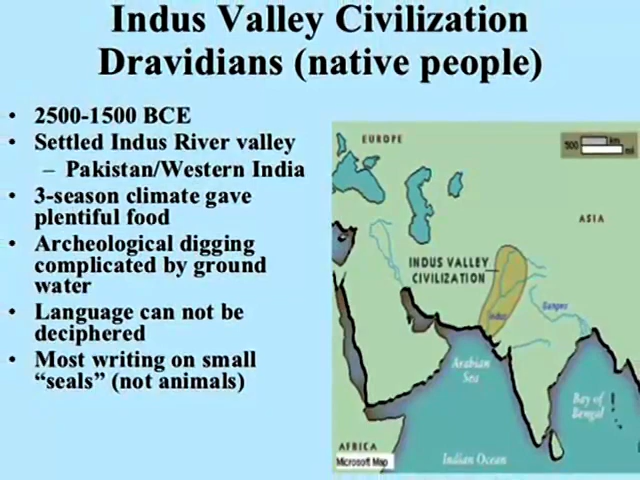 Indus Valley Civilization
Dravidians (native people)
• 2500-1500 BCE
• Settled Indus River valley
– Pakistan/Western India
• 3-season climate gave
plentiful food
• Archeological digging
complicated by ground
water
• Language can not be
deciphered
• Most writing on small
“seals” (not animals)
EUROPE
500 km
mi
ASIA
INDUS VALLEY
CIVILIZATION
Indus
Ganges
Arabian
Sea
Bay of
Bengal
AFRICA
Microsoft Map
Indian Ocean